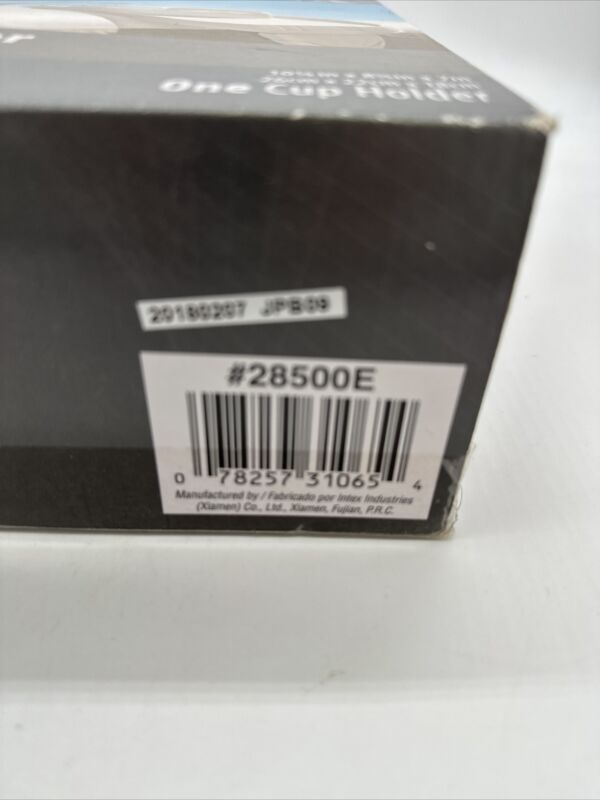 One Cup Holder
20180207 JPB09
#28500E
0 78257 31065 4
Manufactured by / Fabricado por Intex Industries
(Xiamen) Co., Ltd., Xiamen, Fujian, P.R.C.